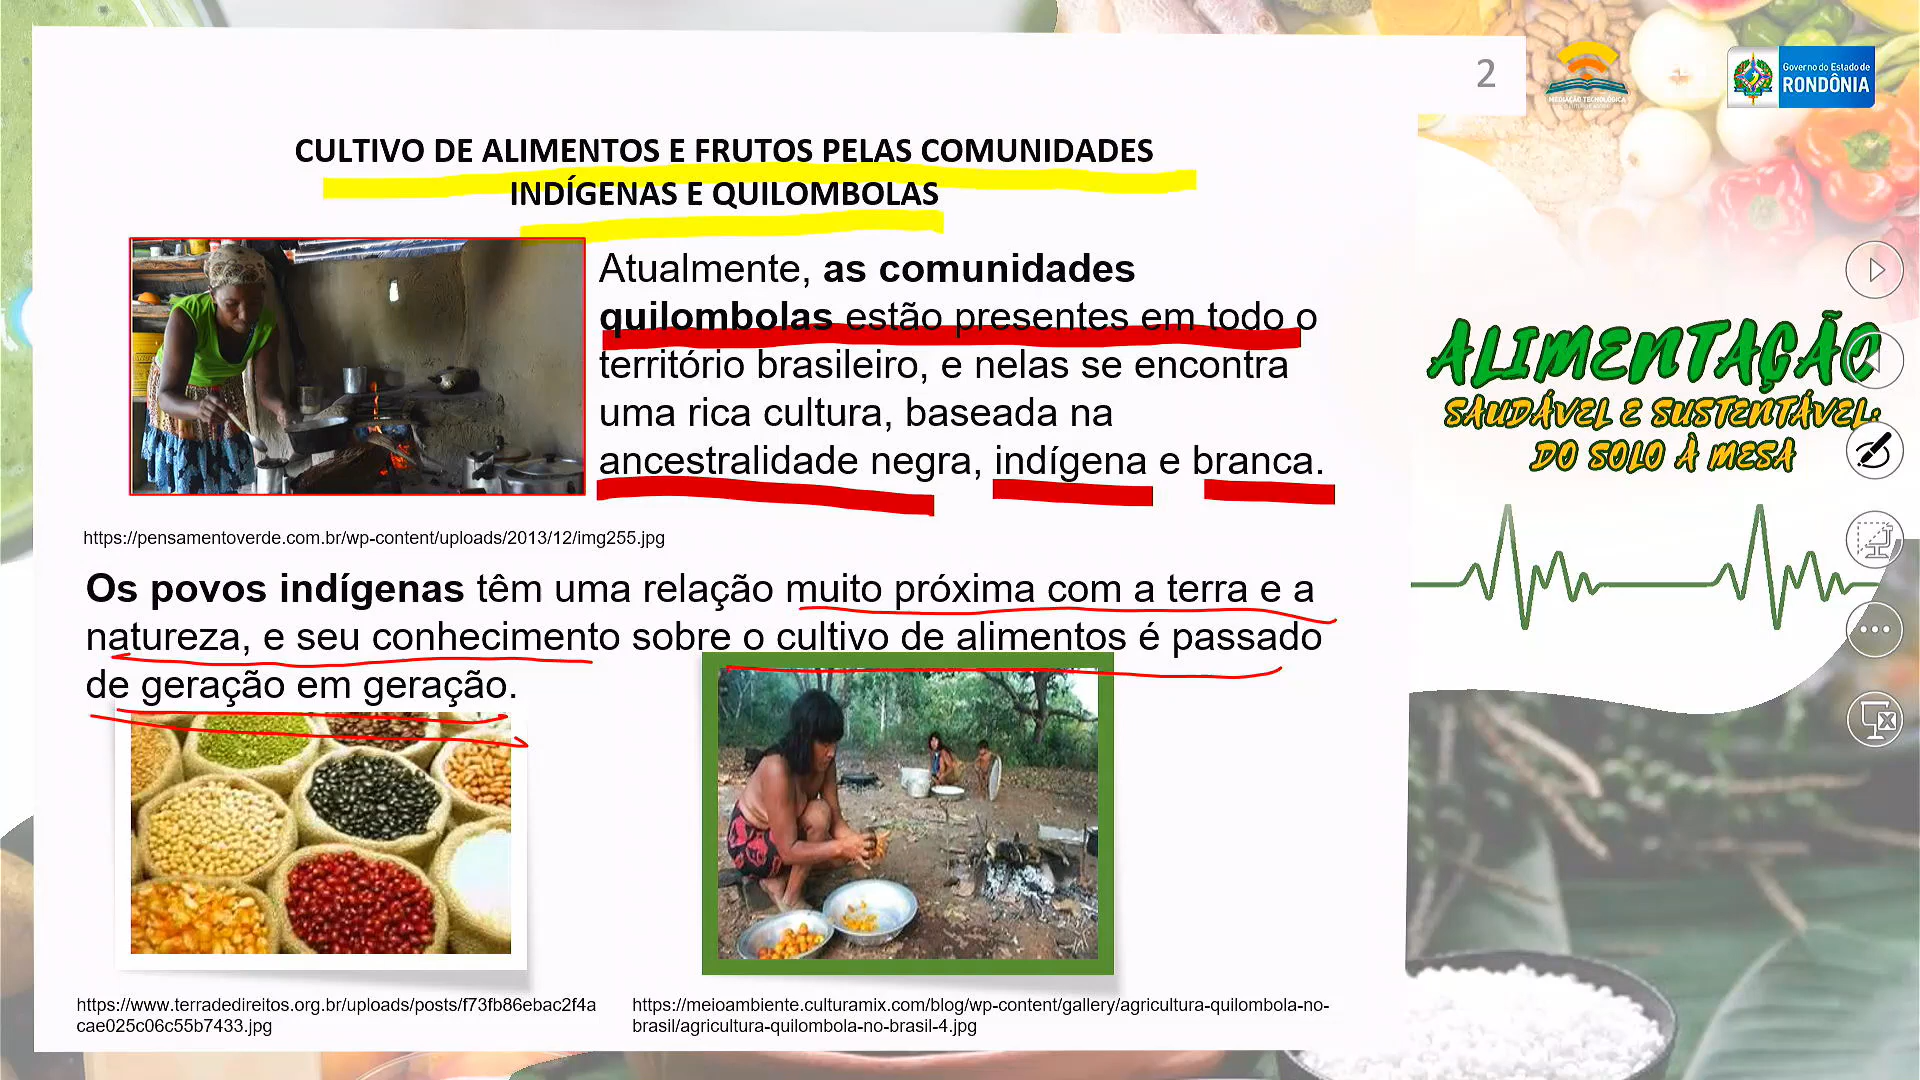 2
MEDIAÇÃO TECNOLÓGICA
Governo do Estado de
RONDÔNIA
CULTIVO DE ALIMENTOS E FRUTOS PELAS COMUNIDADES
INDÍGENAS E QUILOMBOLAS
Atualmente, as comunidades
quilombolas estão presentes em todo o
território brasileiro, e nelas se encontra
uma rica cultura, baseada na
ancestralidade negra, indígena e branca.
https://pensamentoverde.com.br/wp-content/uploads/2013/12/img255.jpg
Os povos indígenas têm uma relação muito próxima com a terra e a
natureza, e seu conhecimento sobre o cultivo de alimentos é passado
de geração em geração.
https://www.terradedireitos.org.br/uploads/posts/f73fb86ebac2f4a
cae025c06c55b7433.jpg
https://meioambiente.culturamix.com/blog/wp-content/gallery/agricultura-quilombola-no-
brasil/agricultura-quilombola-no-brasil-4.jpg
ALIMENTAÇÃO
SAUDÁVEL E SUSTENTÁVEL:
DO SOLO À MESA